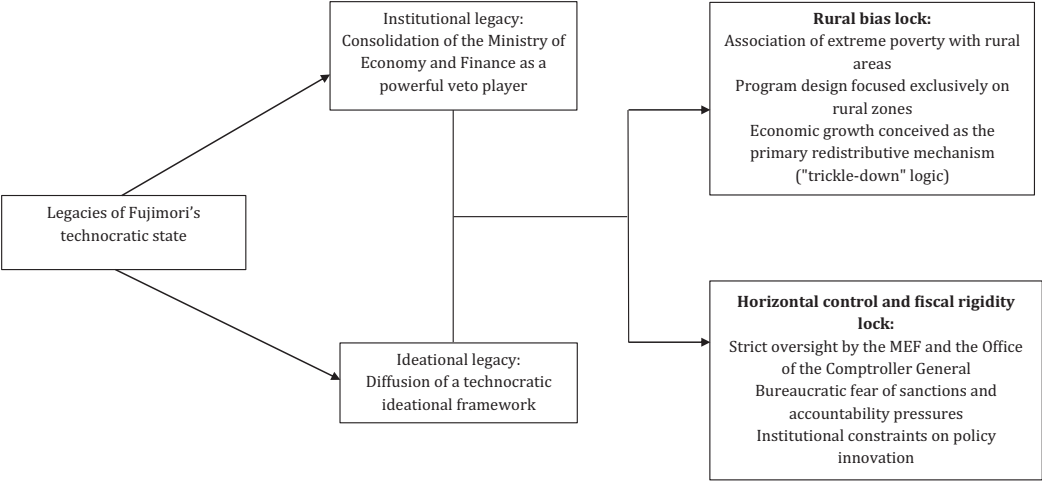 Institutional legacy:
Consolidation of the Ministry of
Economy and Finance as a
powerful veto player
Rural bias lock:
Association of extreme poverty with rural
areas
Program design focused exclusively on
rural zones
Economic growth conceived as the
primary redistributive mechanism
("trickle-down" logic)
Legacies of Fujimori’s
technocratic state
Ideational legacy:
Diffusion of a technocratic
ideational framework
Horizontal control and fiscal rigidity
lock:
Strict oversight by the MEF and the Office
of the Comptroller General
Bureaucratic fear of sanctions and
accountability pressures
Institutional constraints on policy
innovation